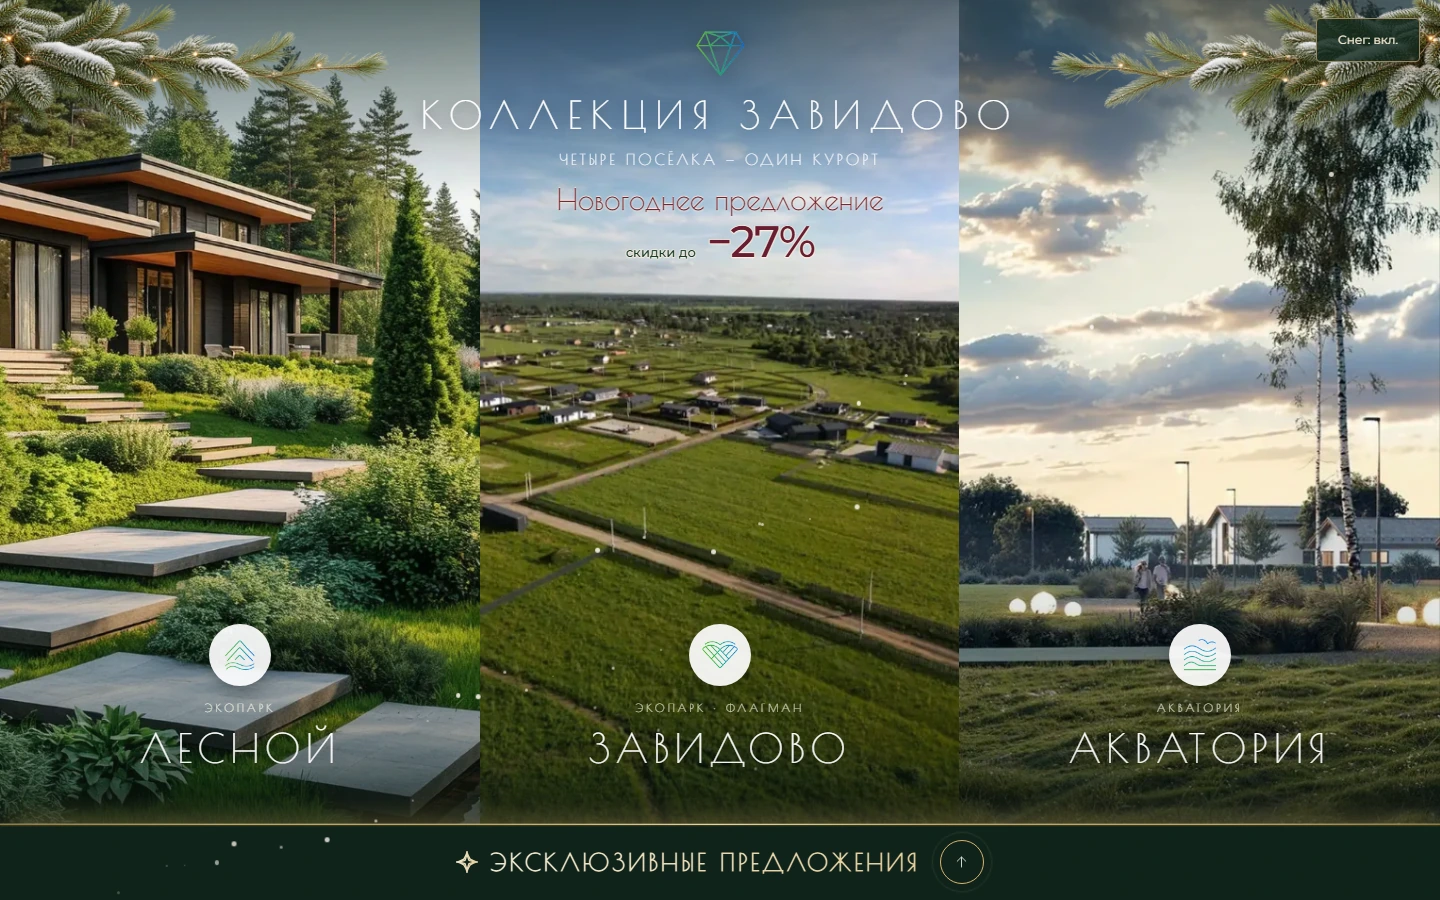 Снег: вкл.
КОЛЛЕКЦИЯ ЗАВИДОВО
ЧЕТЫРЕ ПОСЁЛКА – ОДИН КУРОРТ
Новогоднее предложение
скидки до −27%
ЭКОПАРК
ЛЕСНОЙ
ЭКОПАРК · ФЛАГМАН
ЗАВИДОВО
АКВАТОРИЯ
АКВАТОРИЯ
ЭКСКЛЮЗИВНЫЕ ПРЕДЛОЖЕНИЯ